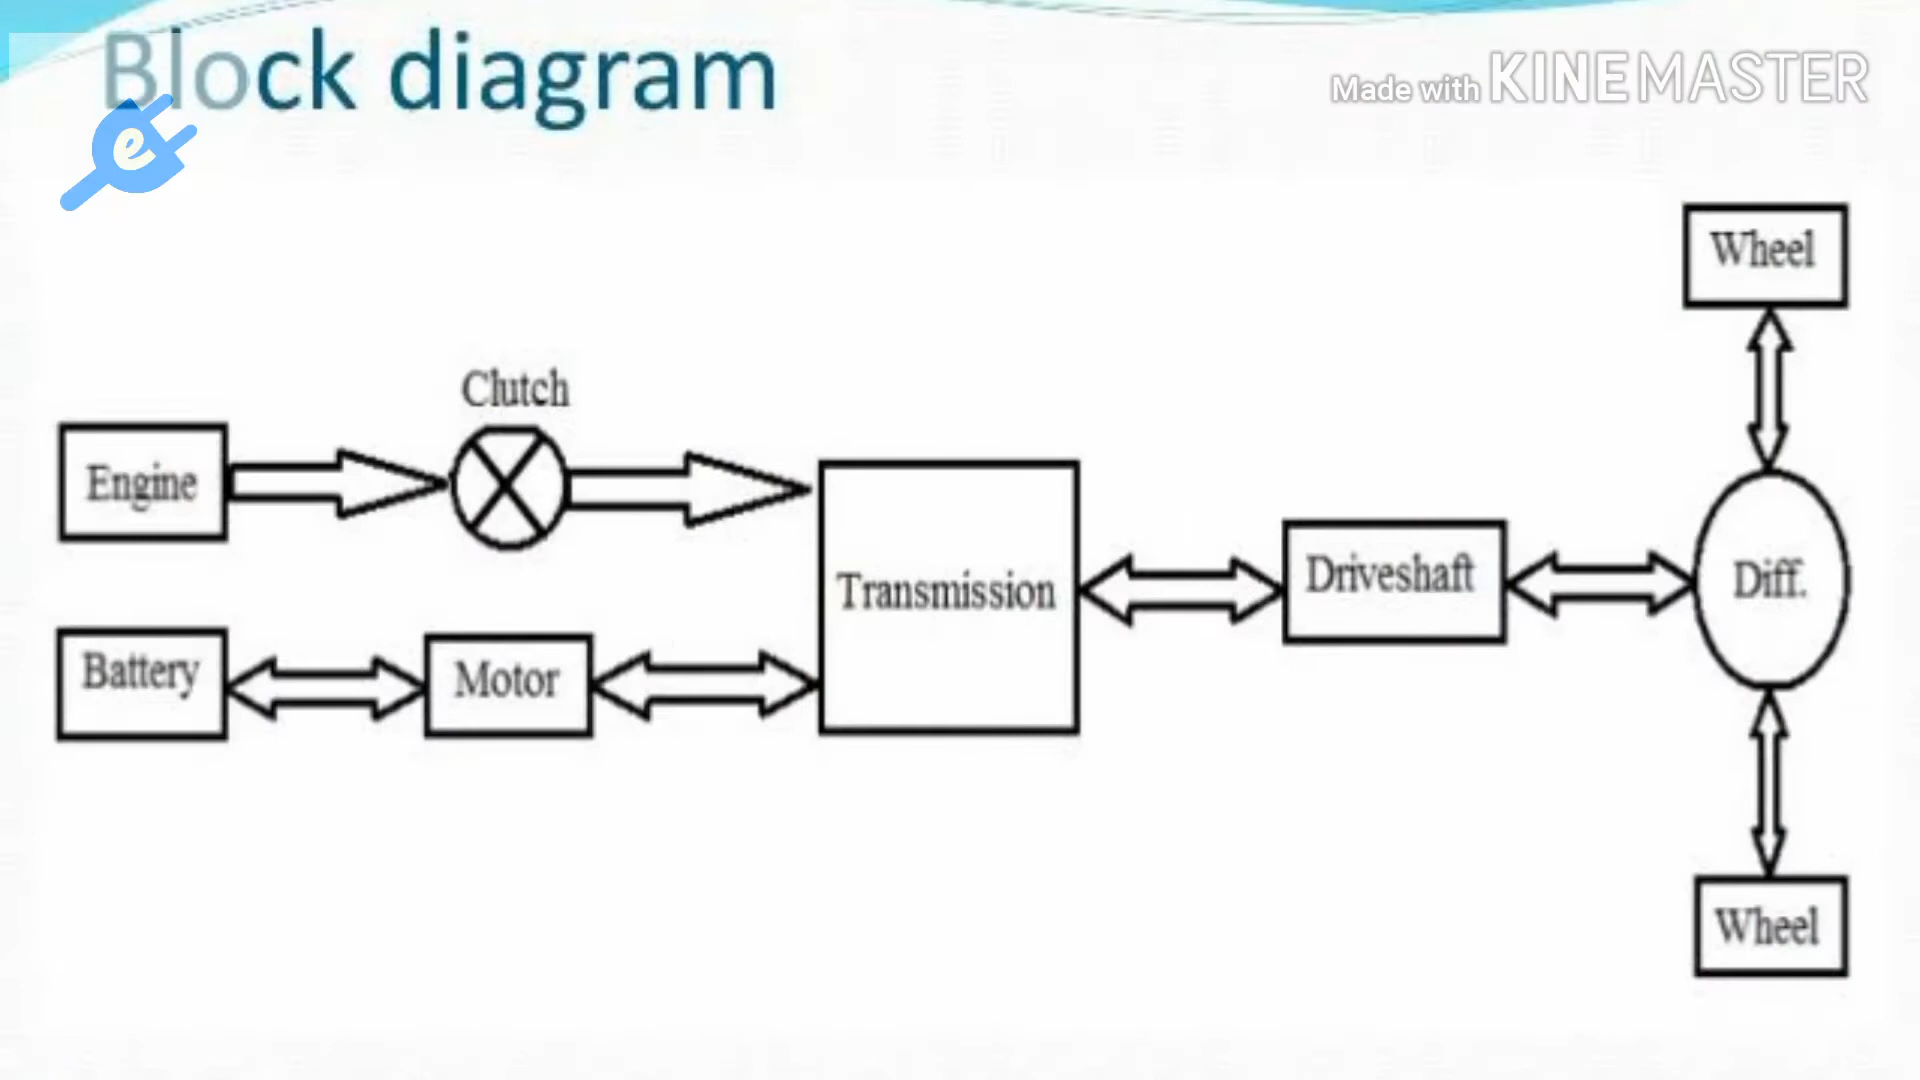 Block diagram
Made with KINEMASTER
e
Wheel
Clutch
Engine
Transmission
Driveshaft
Diff.
Battery
Motor
Wheel